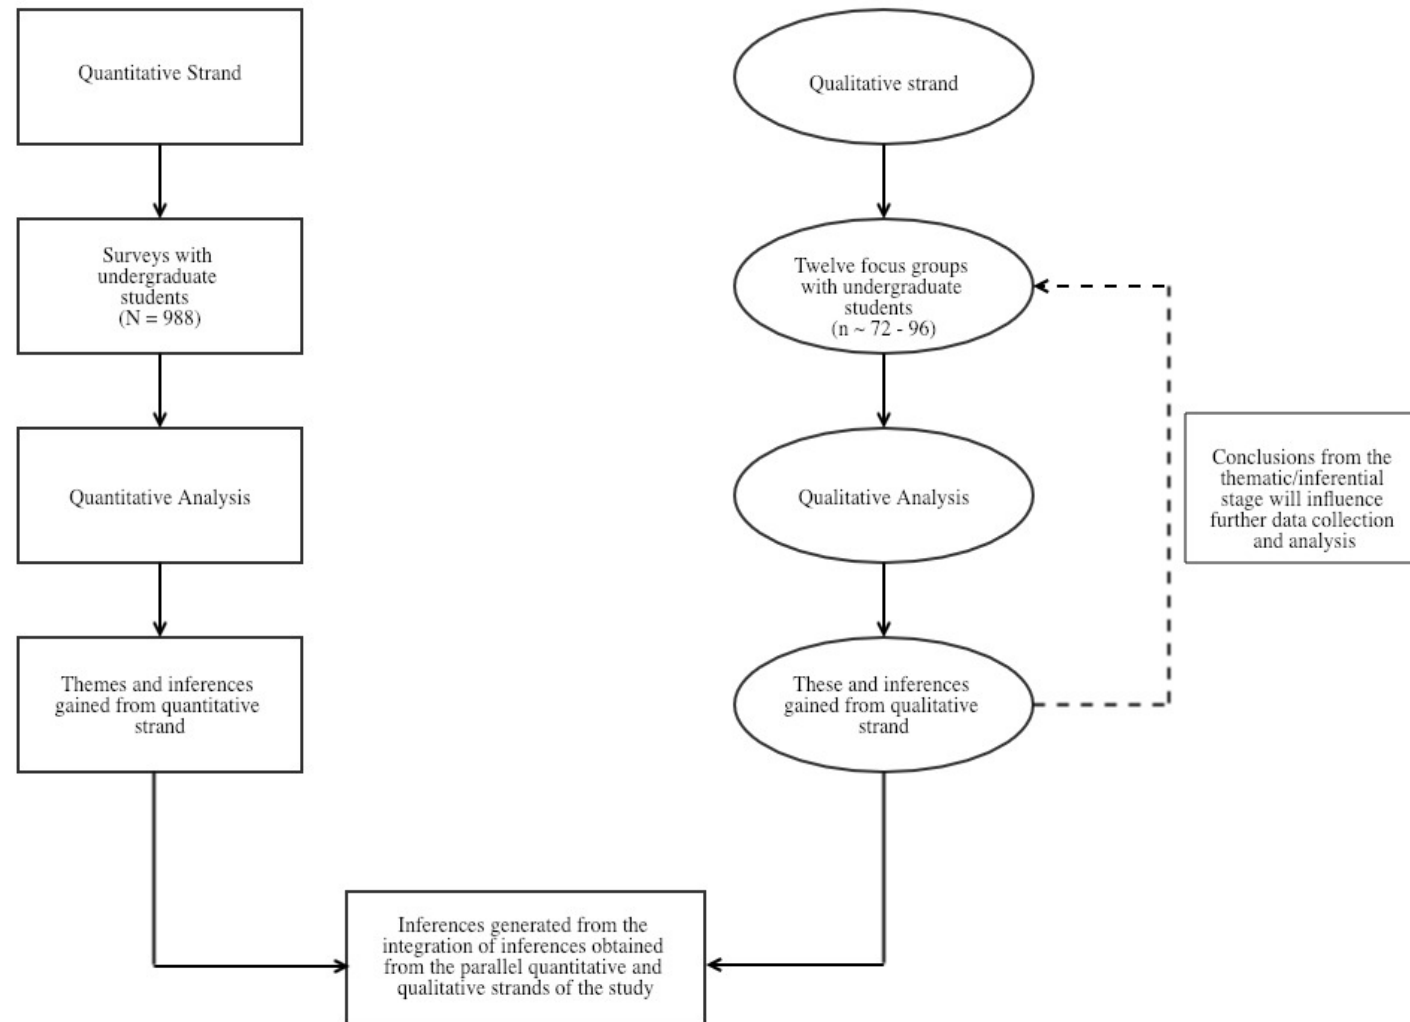 Quantitative Strand
Surveys with
undergraduate
students
(N = 988)
Quantitative Analysis
Themes and inferences
gained from quantitative
strand
Qualitative strand
Twelve focus groups
with undergraduate
students
(n ~ 72 - 96)
Qualitative Analysis
These and inferences
gained from qualitative
strand
Conclusions from the
thematic/inferential
stage will influence
further data collection
and analysis
Inferences generated from the
integration of inferences obtained
from the parallel quantitative and
qualitative strands of the study